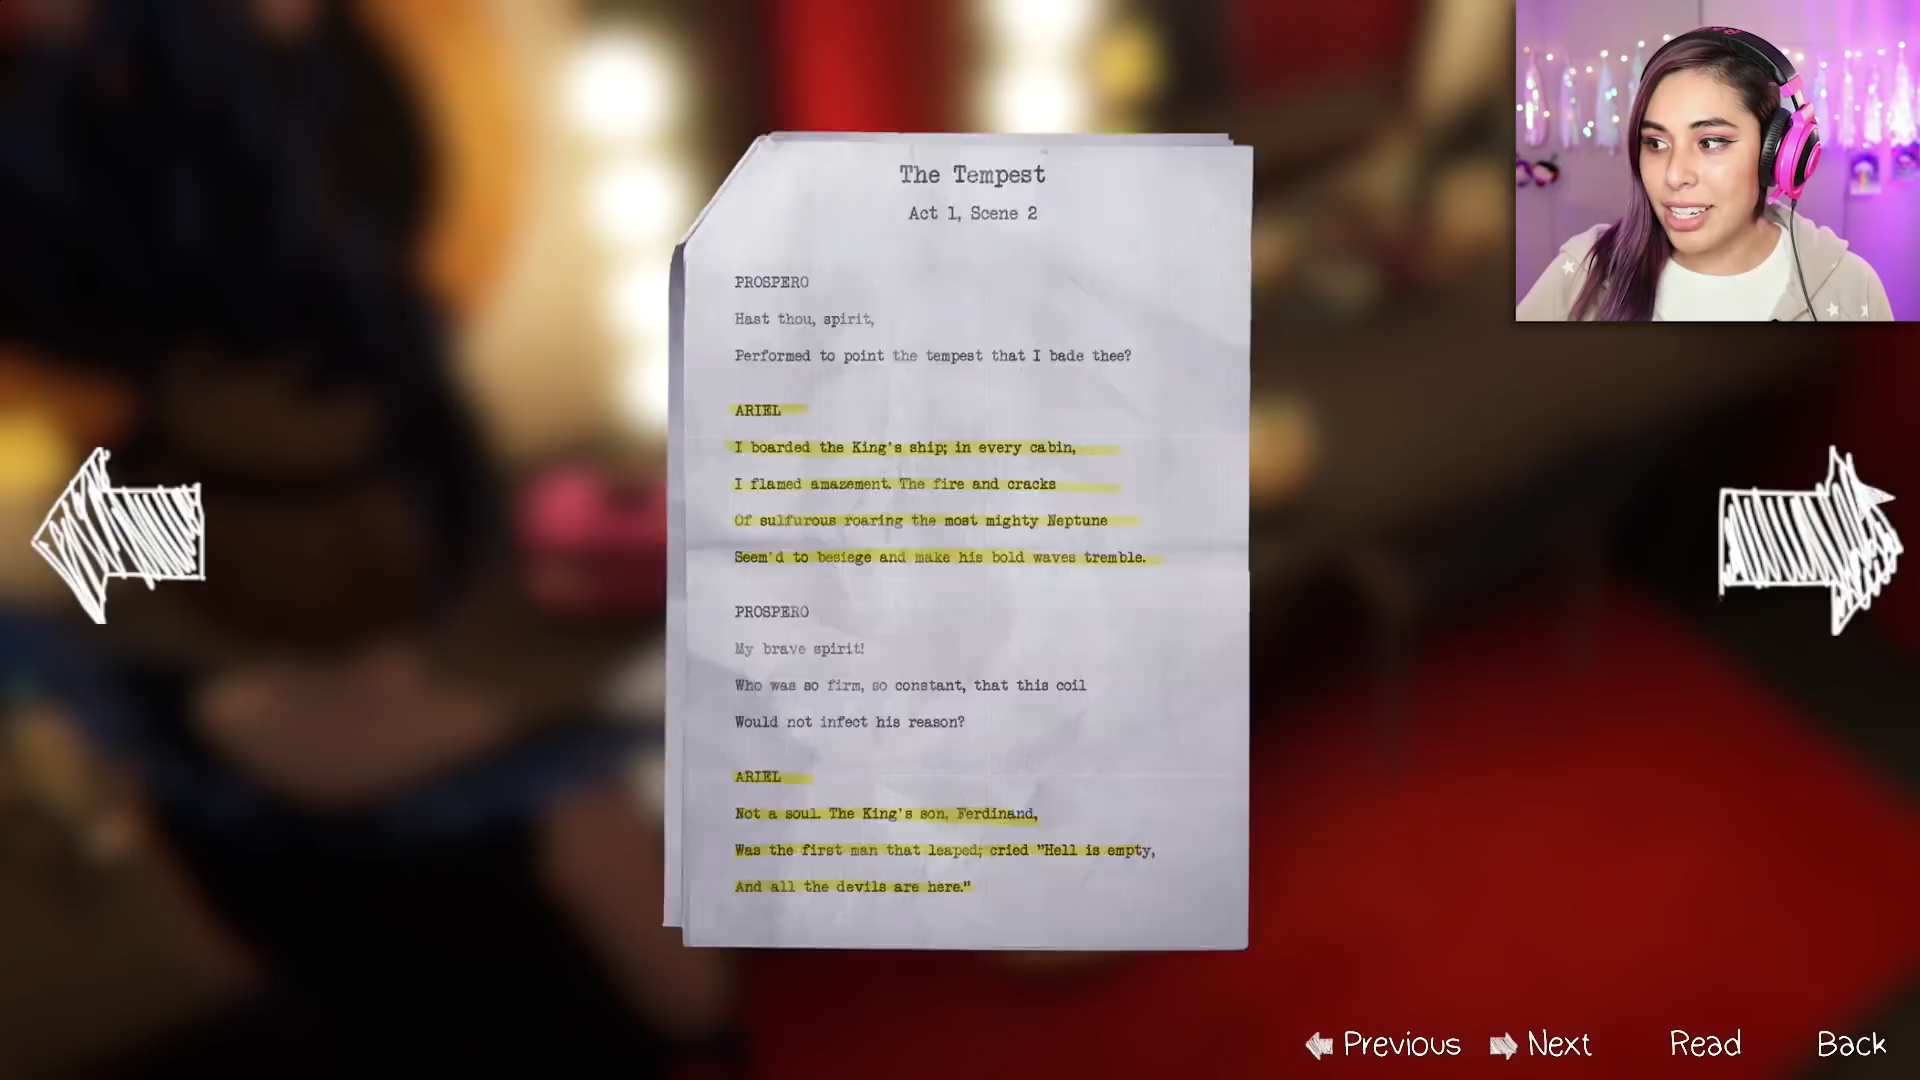 The Tempest
Act 1, Scene 2
PROSPERO
Hast thou, spirit,
Performed to point the tempest that I bade thee?
ARIEL
I boarded the King's ship; in every cabin,
I flamed amazement. The fire and cracks
Of sulfurous roaring the most mighty Neptune
Seem'd to besiege and make his bold waves tremble.
PROSPERO
My brave spirit!
Who was so firm, so constant, that this coil
Would not infect his reason?
ARIEL
Not a soul. The King's son, Ferdinand,
Was the first man that leaped; cried "Hell is empty,
And all the devils are here."
Previous Next Read Back